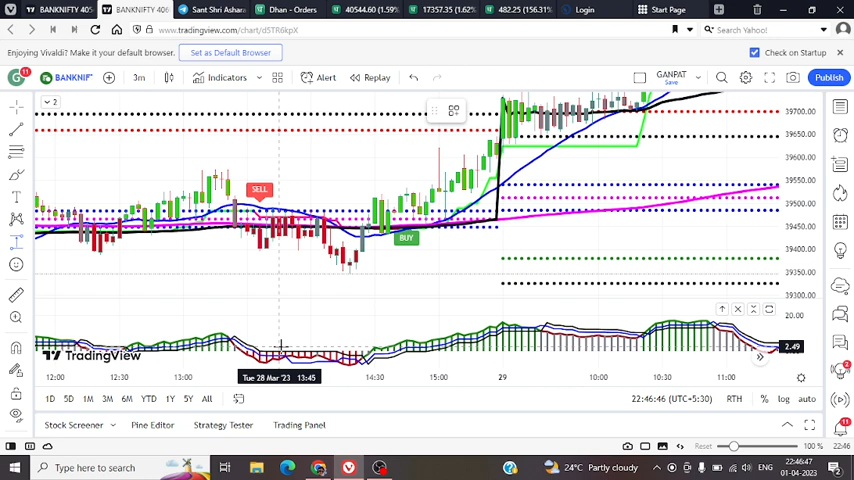 BANKNIFTY 405
BANKNIFTY 406
Sant Shri Ashara
Dhan - Orders
40544.60 (1.59%
17357.35 (1.62%
482.25 (156.31%
Login
Start Page
www.tradingview.com/chart/d5TR6kpX
Search Yahoo!
Enjoying Vivaldi? Make it your default browser.
Set as Default Browser
Check on Startup
11
BANKNIF
3m
Indicators
Alert
Replay
GANPAT
Save
Publish
2
SELL
BUY
39700.00
39650.00
39600.00
39550.00
39500.00
39450.00
39400.00
39350.00
39300.00
20.00
2.49
TradingView
12:00
12:30
13:00
Tue 28 Mar '23 13:45
14:30
15:00
29
10:00
10:30
11:00
1D 5D 1M 3M 6M YTD 1Y 5Y All
22:46:46 (UTC+5:30)
RTH
% log auto
Stock Screener
Pine Editor
Strategy Tester
Trading Panel
11
Reset
100 %
22:46
Type here to search
24°C Partly cloudy
ENG
22:46:47
01-04-2023
2